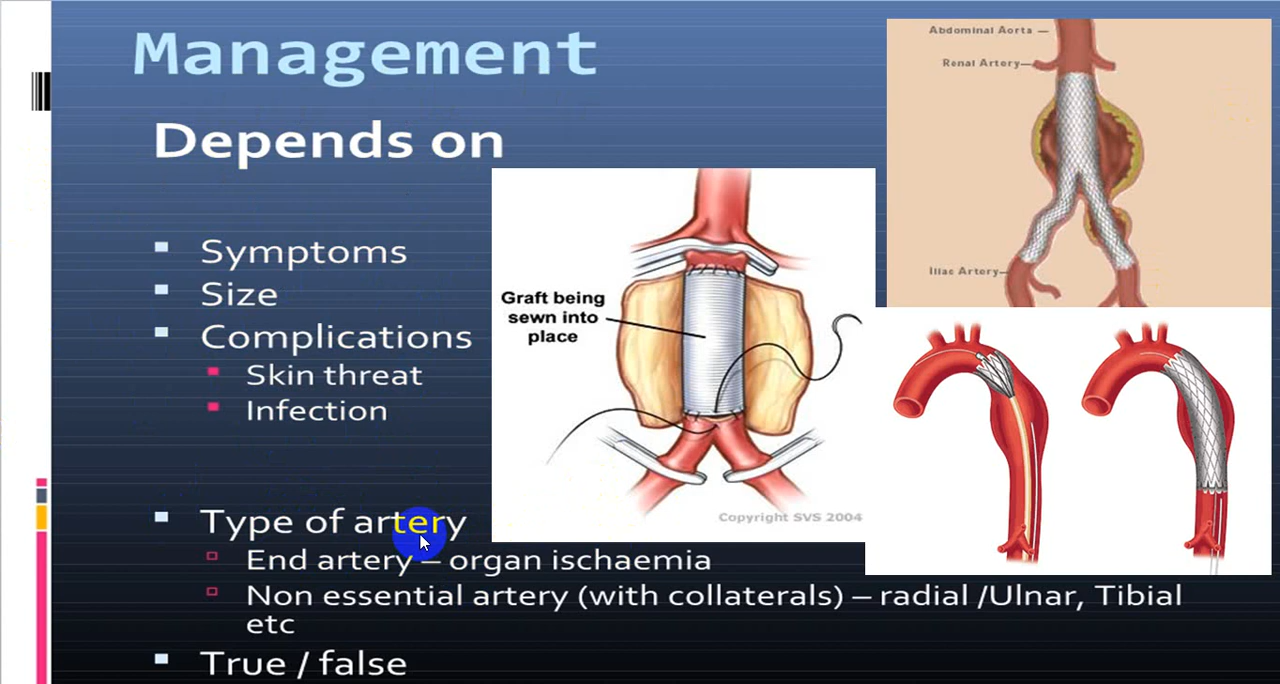 Management
Depends on
Symptoms
Size
Complications
Skin threat
Infection
Type of artery
End artery – organ ischaemia
Non essential artery (with collaterals) – radial /Ulnar, Tibial
etc
True / false
Graft being
sewn into
place
Copyright SVS 2004
Abdominal Aorta
Renal Artery
Iliac Artery